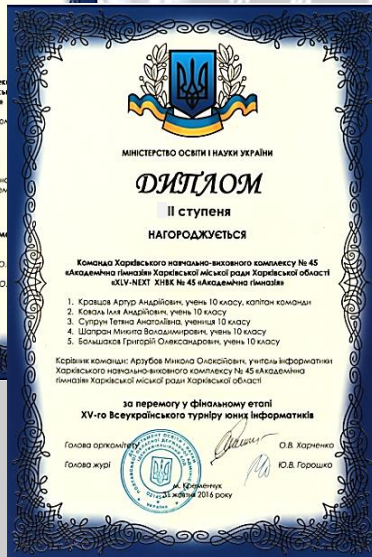 МІНІСТЕРСТВО ОСВІТИ І НАУКИ УКРАЇНИ
ДИПЛОМ
ІІ ступеня
НАГОРОДЖУЄТЬСЯ
Команда Харківського навчально-виховного комплексу № 45
«Академічна гімназія» Харківської міської ради Харківської області
«XLV-NEXT ХНВК № 45 «Академічна гімназія»
1. Кравцов Артур Андрійович, учень 10 класу, капітан команди
2. Коваль Ілля Андрійович, учень 10 класу
3. Супрун Тетяна Анатоліївна, учениця 10 класу
4. Шапран Микита Володимирович, учень 10 класу
5. Большаков Григорій Олександрович, учень 10 класу
Керівник команди: Арзубов Микола Олексійович, учитель інформатики
Харківського навчально-виховного комплексу № 45 «Академічна
гімназія» Харківської міської ради Харківської області
за перемогу у фінальному етапі
XV-го Всеукраїнського турніру юних інформатиків
Голова оргкомітету
О.В. Харченко
Голова журі
Ю.В. Горошко
м. Кременчук
31 жовтня 2016 року